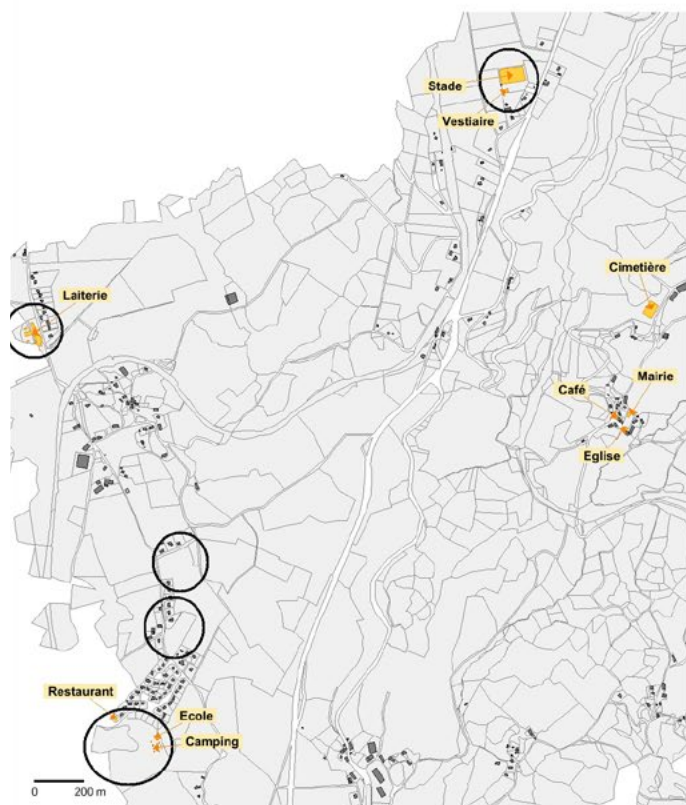 Stade
Vestiaire
Cimetière
Laiterie
Mairie
Café
Eglise
Restaurant
Ecole
Camping
0 200 m